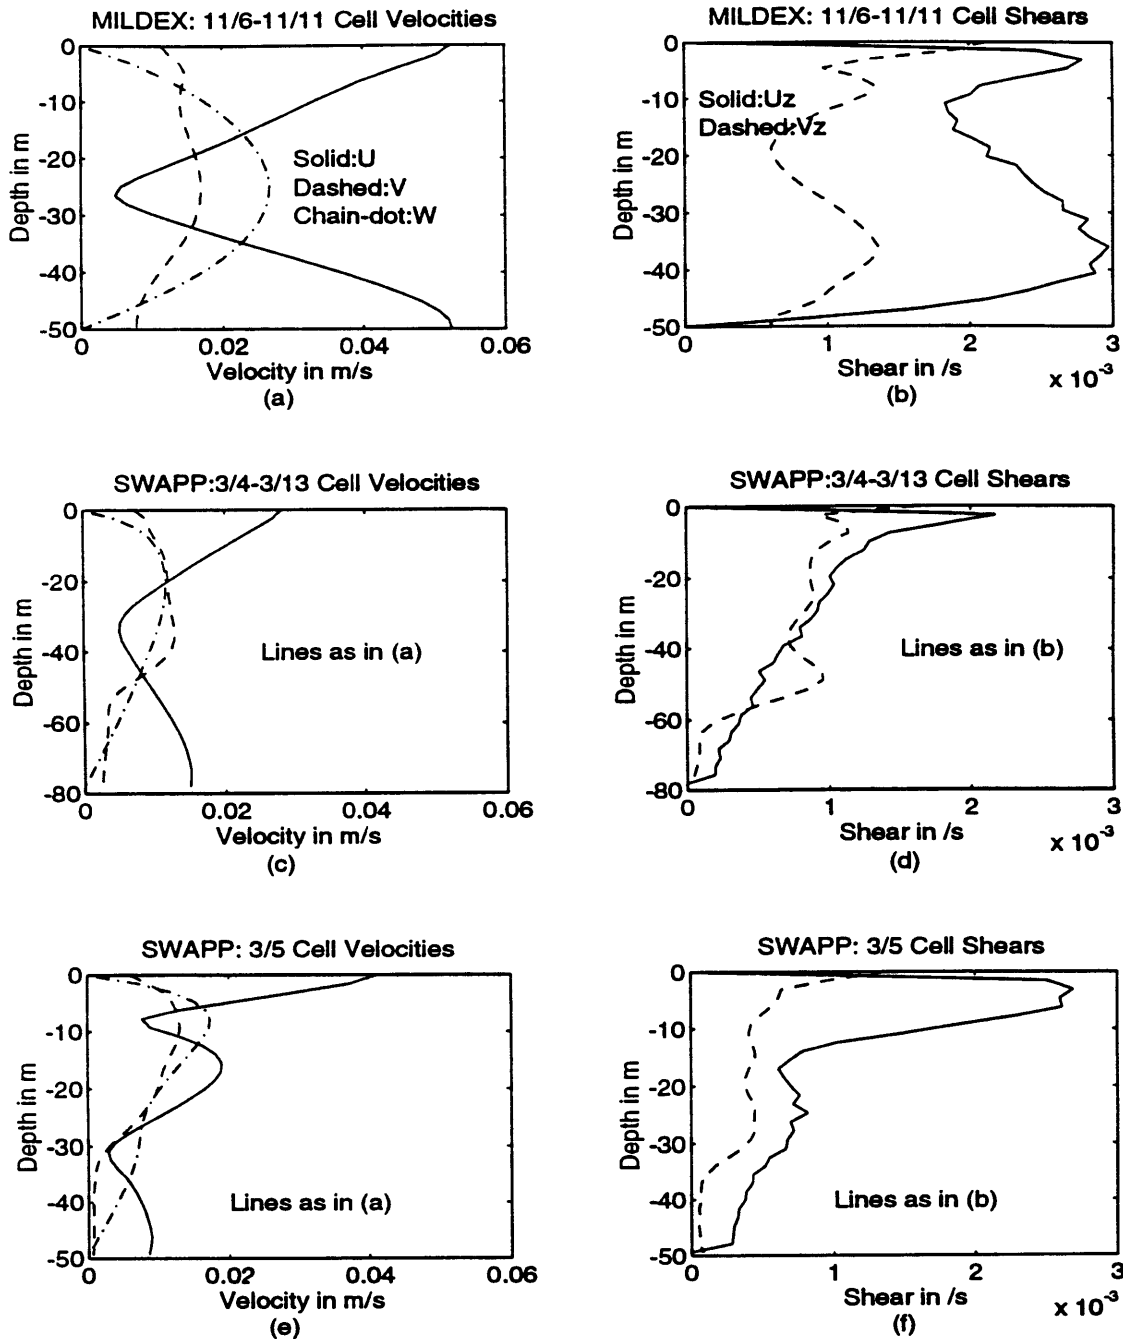 MILDEX: 11/6-11/11 Cell Velocities
0
-10
-20
-30
-40
-50
Depth in m
Solid:U
Dashed:V
Chain-dot:W
0 0.02 0.04 0.06
Velocity in m/s
(a)
MILDEX: 11/6-11/11 Cell Shears
0
-10
-20
-30
-40
-50
Depth in m
Solid:Uz
Dashed:Vz
0 1 2 3
Shear in /s
x 10-3
(b)
SWAPP:3/4-3/13 Cell Velocities
0
-20
-40
-60
-80
Depth in m
Lines as in (a)
0 0.02 0.04 0.06
Velocity in m/s
(c)
SWAPP:3/4-3/13 Cell Shears
0
-20
-40
-60
-80
Depth in m
Lines as in (b)
0 1 2 3
Shear in /s
x 10-3
(d)
SWAPP: 3/5 Cell Velocities
0
-10
-20
-30
-40
-50
Depth in m
Lines as in (a)
0 0.02 0.04 0.06
Velocity in m/s
(e)
SWAPP: 3/5 Cell Shears
0
-10
-20
-30
-40
-50
Depth in m
Lines as in (b)
0 1 2 3
Shear in /s
x 10-3
(f)